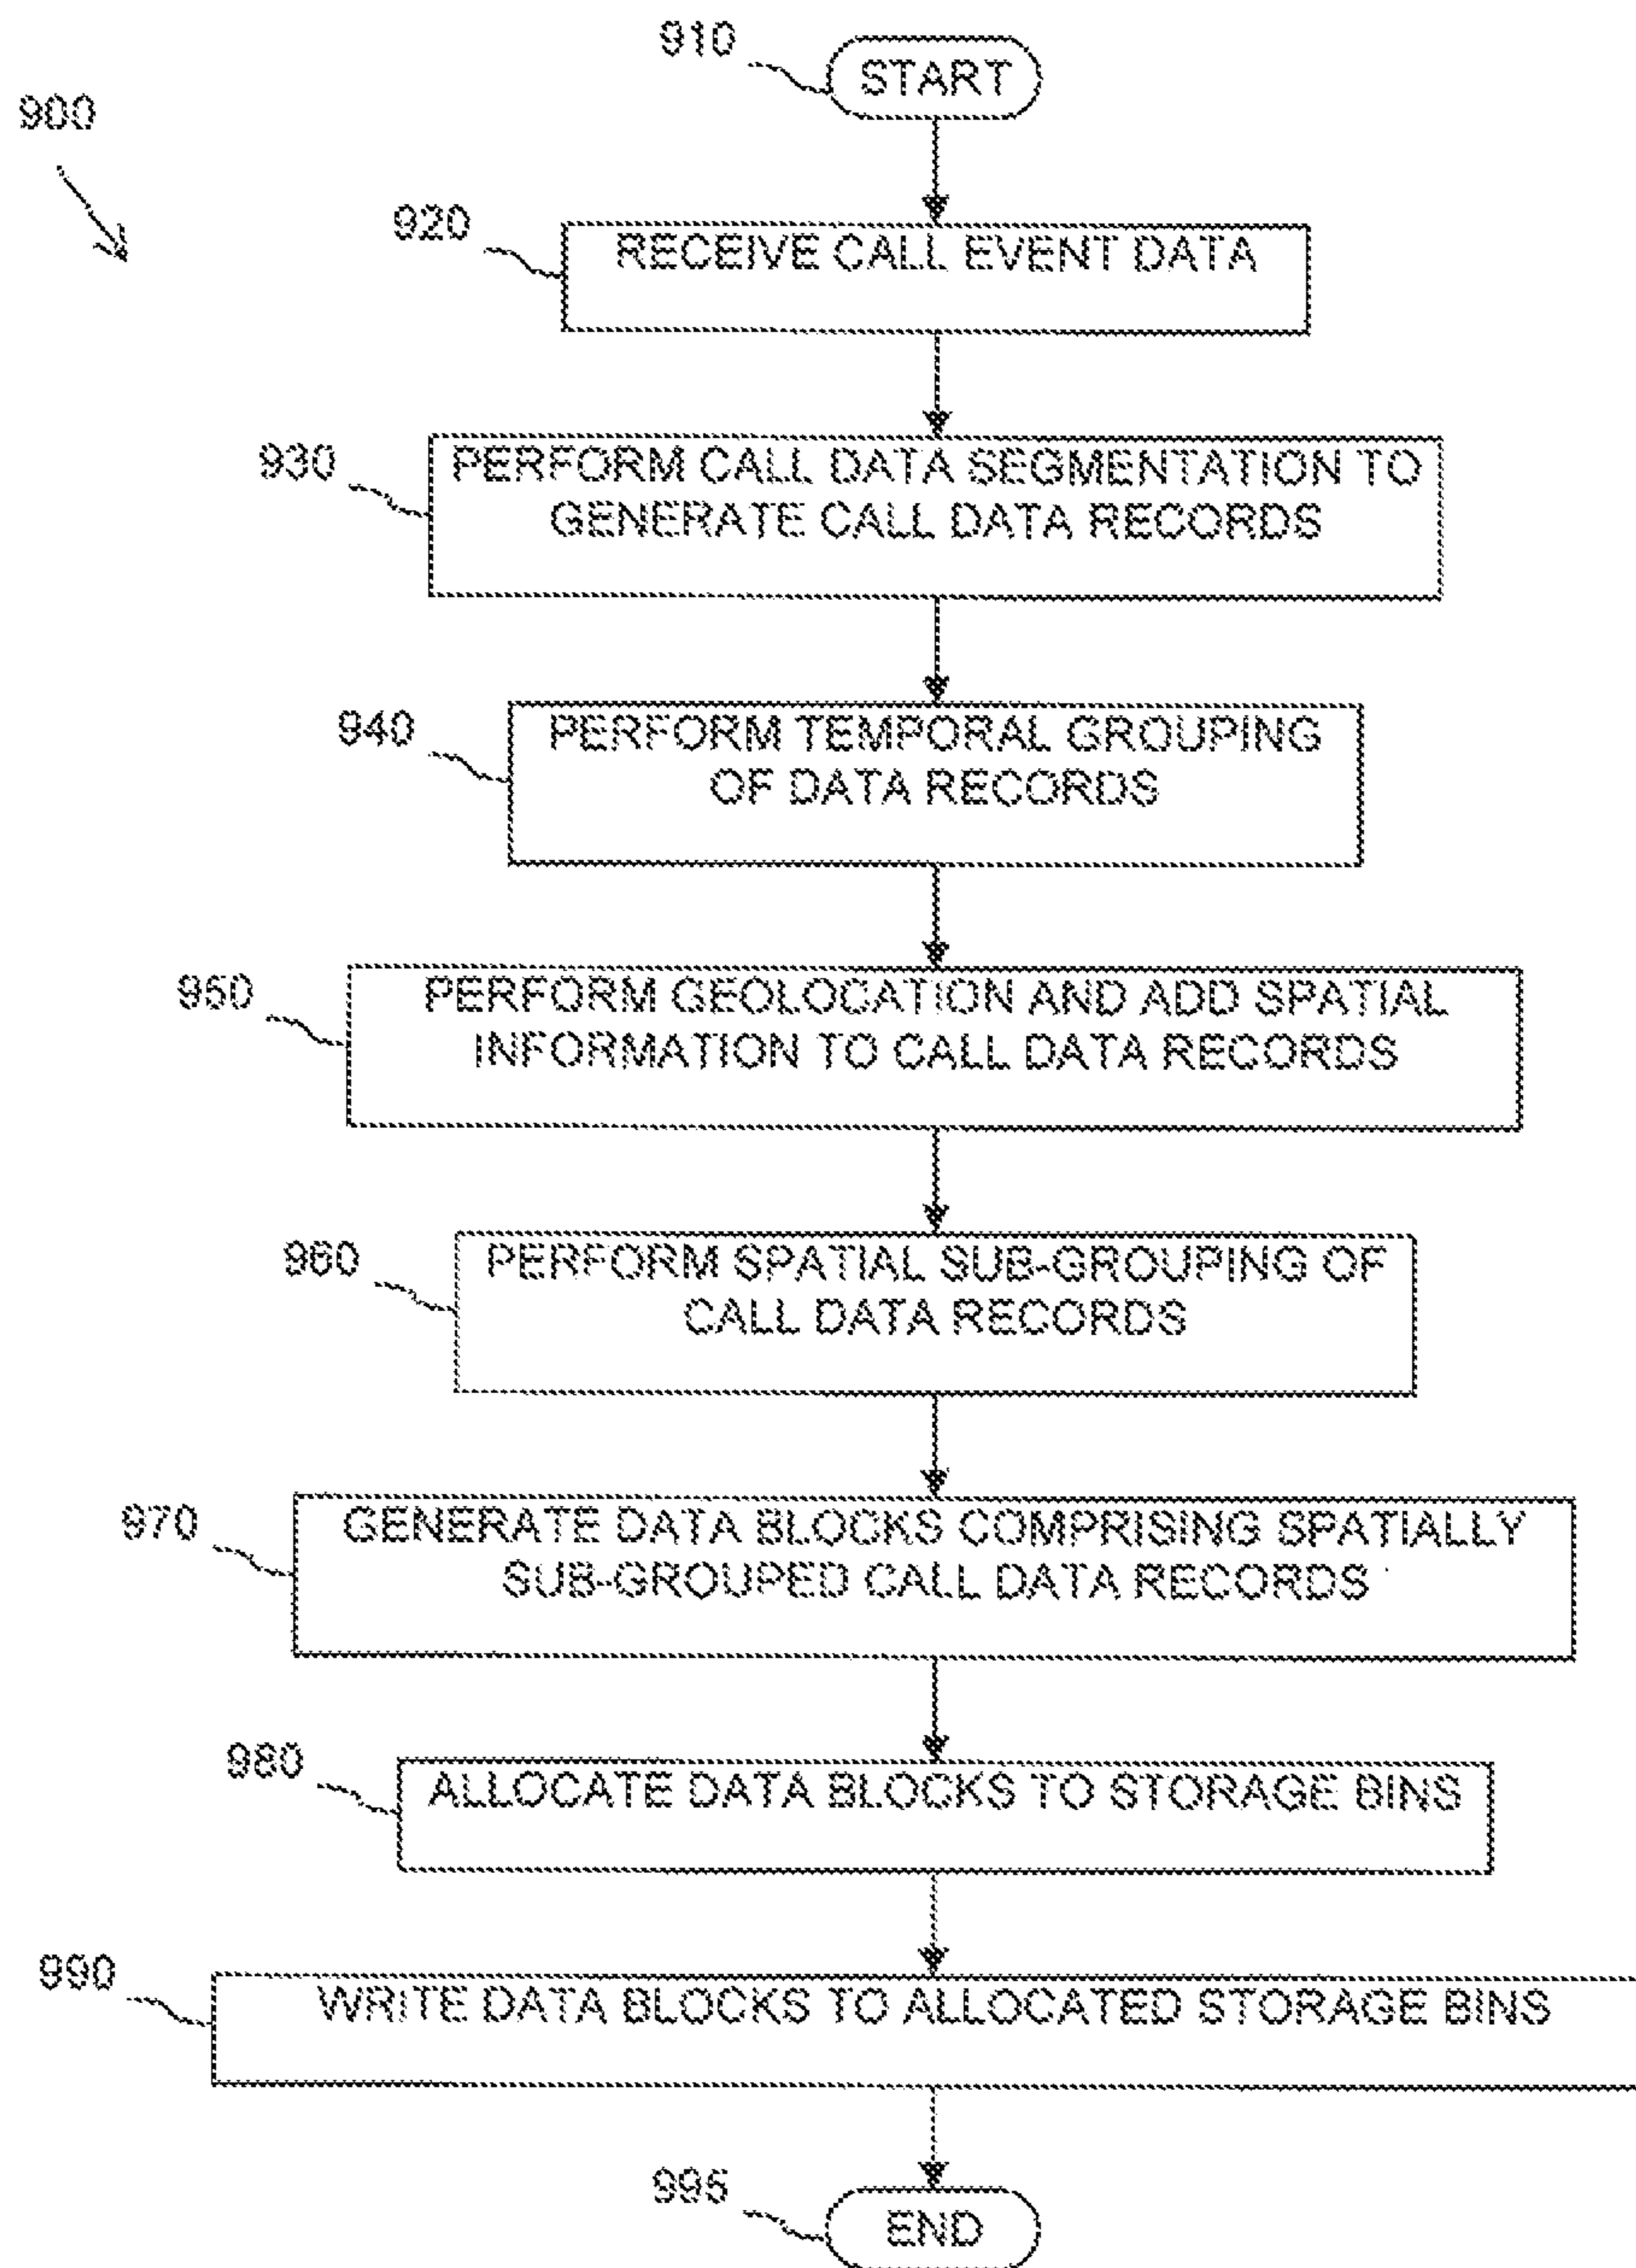 910
START
900
920
RECEIVE CALL EVENT DATA
930
PERFORM CALL DATA SEGMENTATION TO
GENERATE CALL DATA RECORDS
940
PERFORM TEMPORAL GROUPING
OF DATA RECORDS
950
PERFORM GEOLOCATION AND ADD SPATIAL
INFORMATION TO CALL DATA RECORDS
960
PERFORM SPATIAL SUB-GROUPING OF
CALL DATA RECORDS
970
GENERATE DATA BLOCKS COMPRISING SPATIALLY
SUB-GROUPED CALL DATA RECORDS
980
ALLOCATE DATA BLOCKS TO STORAGE BINS
990
WRITE DATA BLOCKS TO ALLOCATED STORAGE BINS
995
END